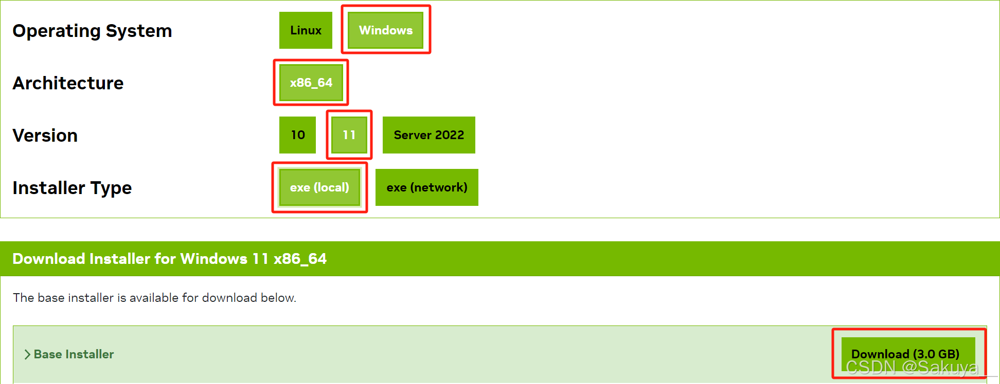 Operating System Linux Windows
Architecture x86_64
Version 10 11 Server 2022
Installer Type exe (local) exe (network)
Download Installer for Windows 11 x86_64
The base installer is available for download below.
Base Installer Download (3.0 GB)
CSDN @Sakuya__